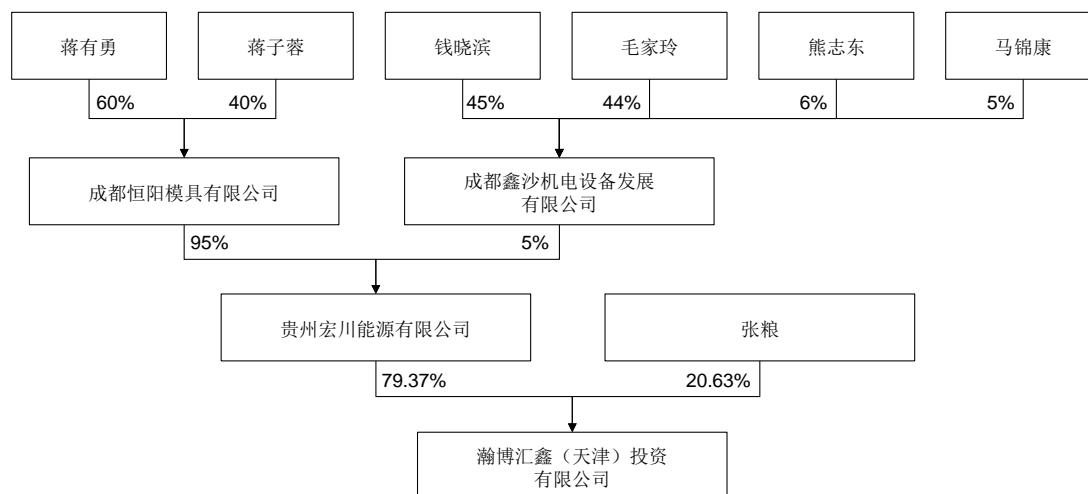 蒋有勇
蒋子蓉
钱晓滨
毛家玲
熊志东
马锦康
60%
40%
45%
44%
6%
5%
成都恒阳模具有限公司
成都鑫沙机电设备发展
有限公司
95%
5%
贵州宏川能源有限公司
张粮
79.37%
20.63%
瀚博汇鑫（天津）投资
有限公司